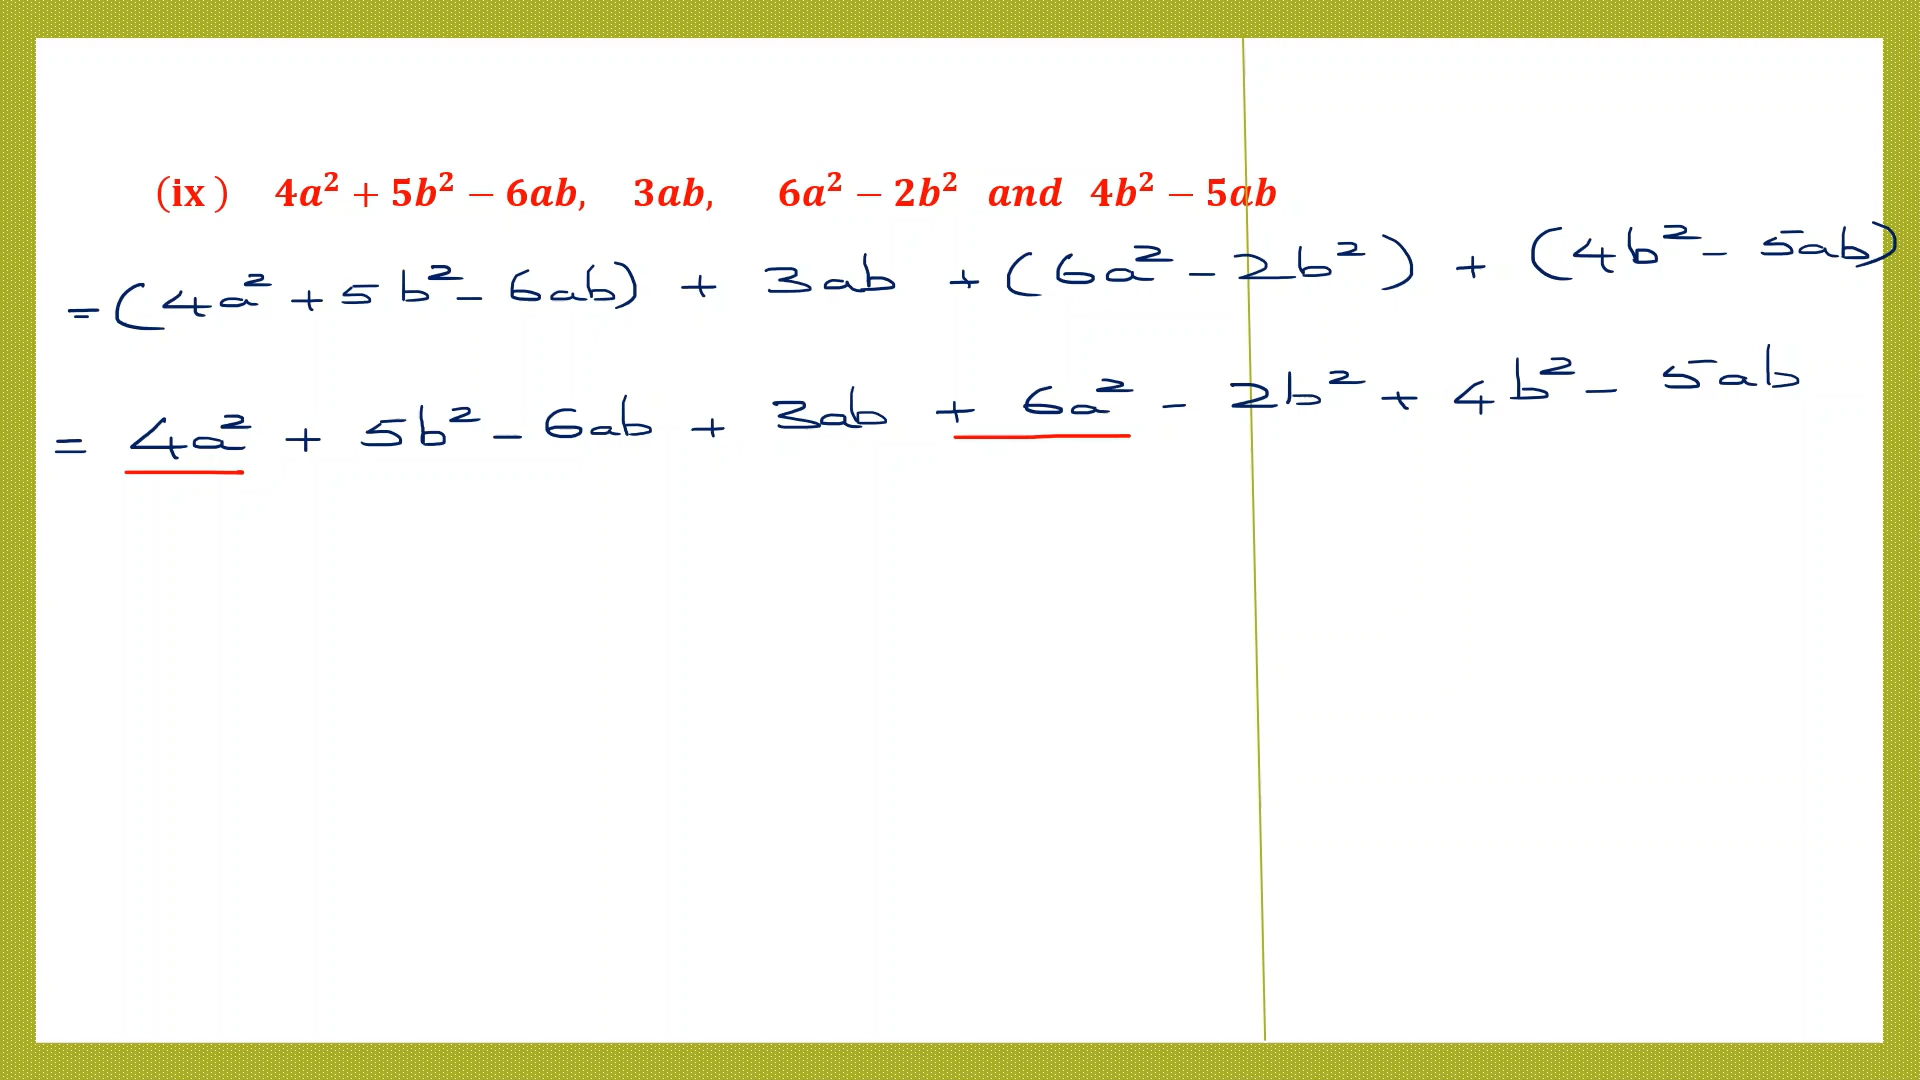 (ix) 4a² + 5b² − 6ab, 3ab, 6a² − 2b² and 4b² − 5ab
= (4a² + 5b² − 6ab) + 3ab + (6a² − 2b²) + (4b² − 5ab)
= 4a² + 5b² − 6ab + 3ab + 6a² − 2b² + 4b² − 5ab